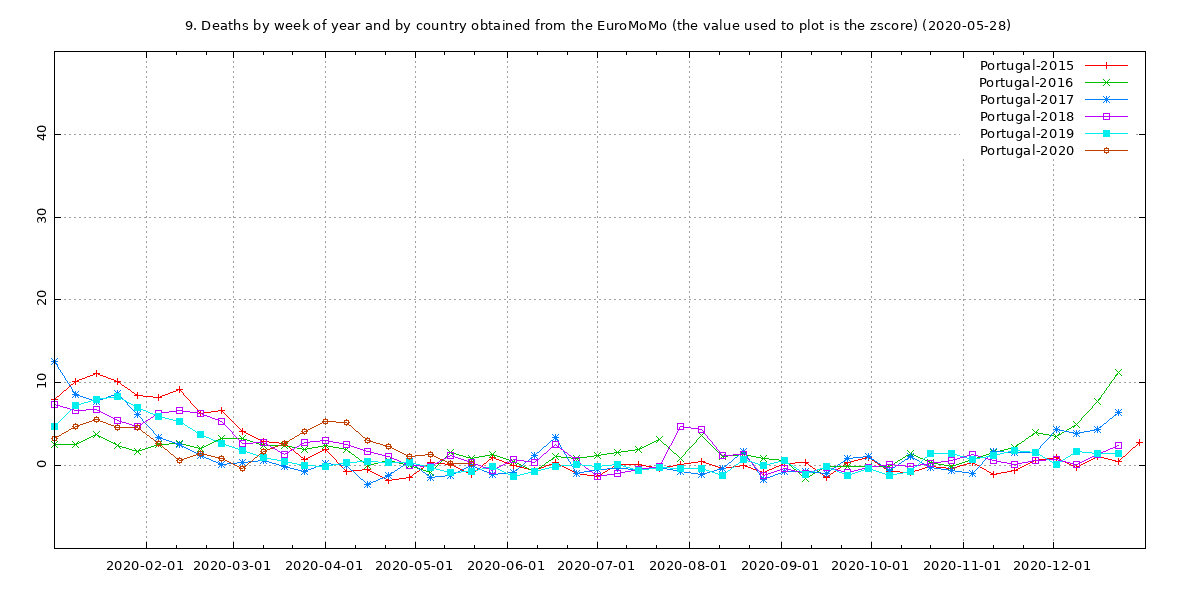 9. Deaths by week of year and by country obtained from the EuroMoMo (the value used to plot is the zscore) (2020-05-28)
Portugal-2015
Portugal-2016
Portugal-2017
Portugal-2018
Portugal-2019
Portugal-2020
40
30
20
10
0
2020-02-01 2020-03-01 2020-04-01 2020-05-01 2020-06-01 2020-07-01 2020-08-01 2020-09-01 2020-10-01 2020-11-01 2020-12-01